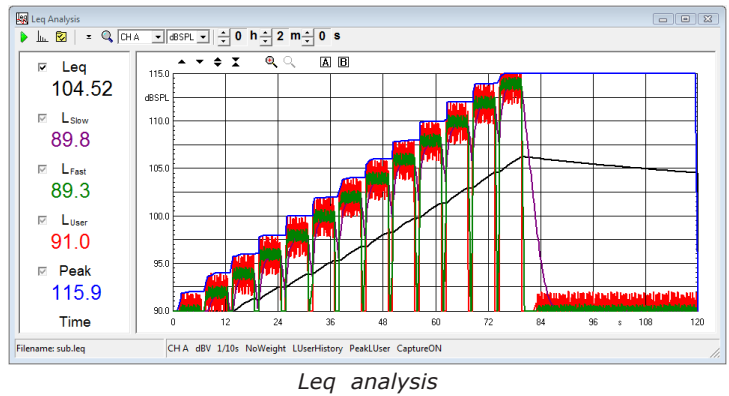 Leq Analysis
CH A dBSPL 0 h 2 m 0 s
Leq
104.52
LSlow
89.8
LFast
89.3
LUser
91.0
Peak
115.9
Time
A B
115.0
dBSPL
110.0
105.0
100.0
95.0
90.0
0 12 24 36 48 60 72 84 96 s 108 120
Filename: sub.leq
CH A dBV 1/10s NoWeight LUserHistory PeakLUser CaptureON
Leq analysis